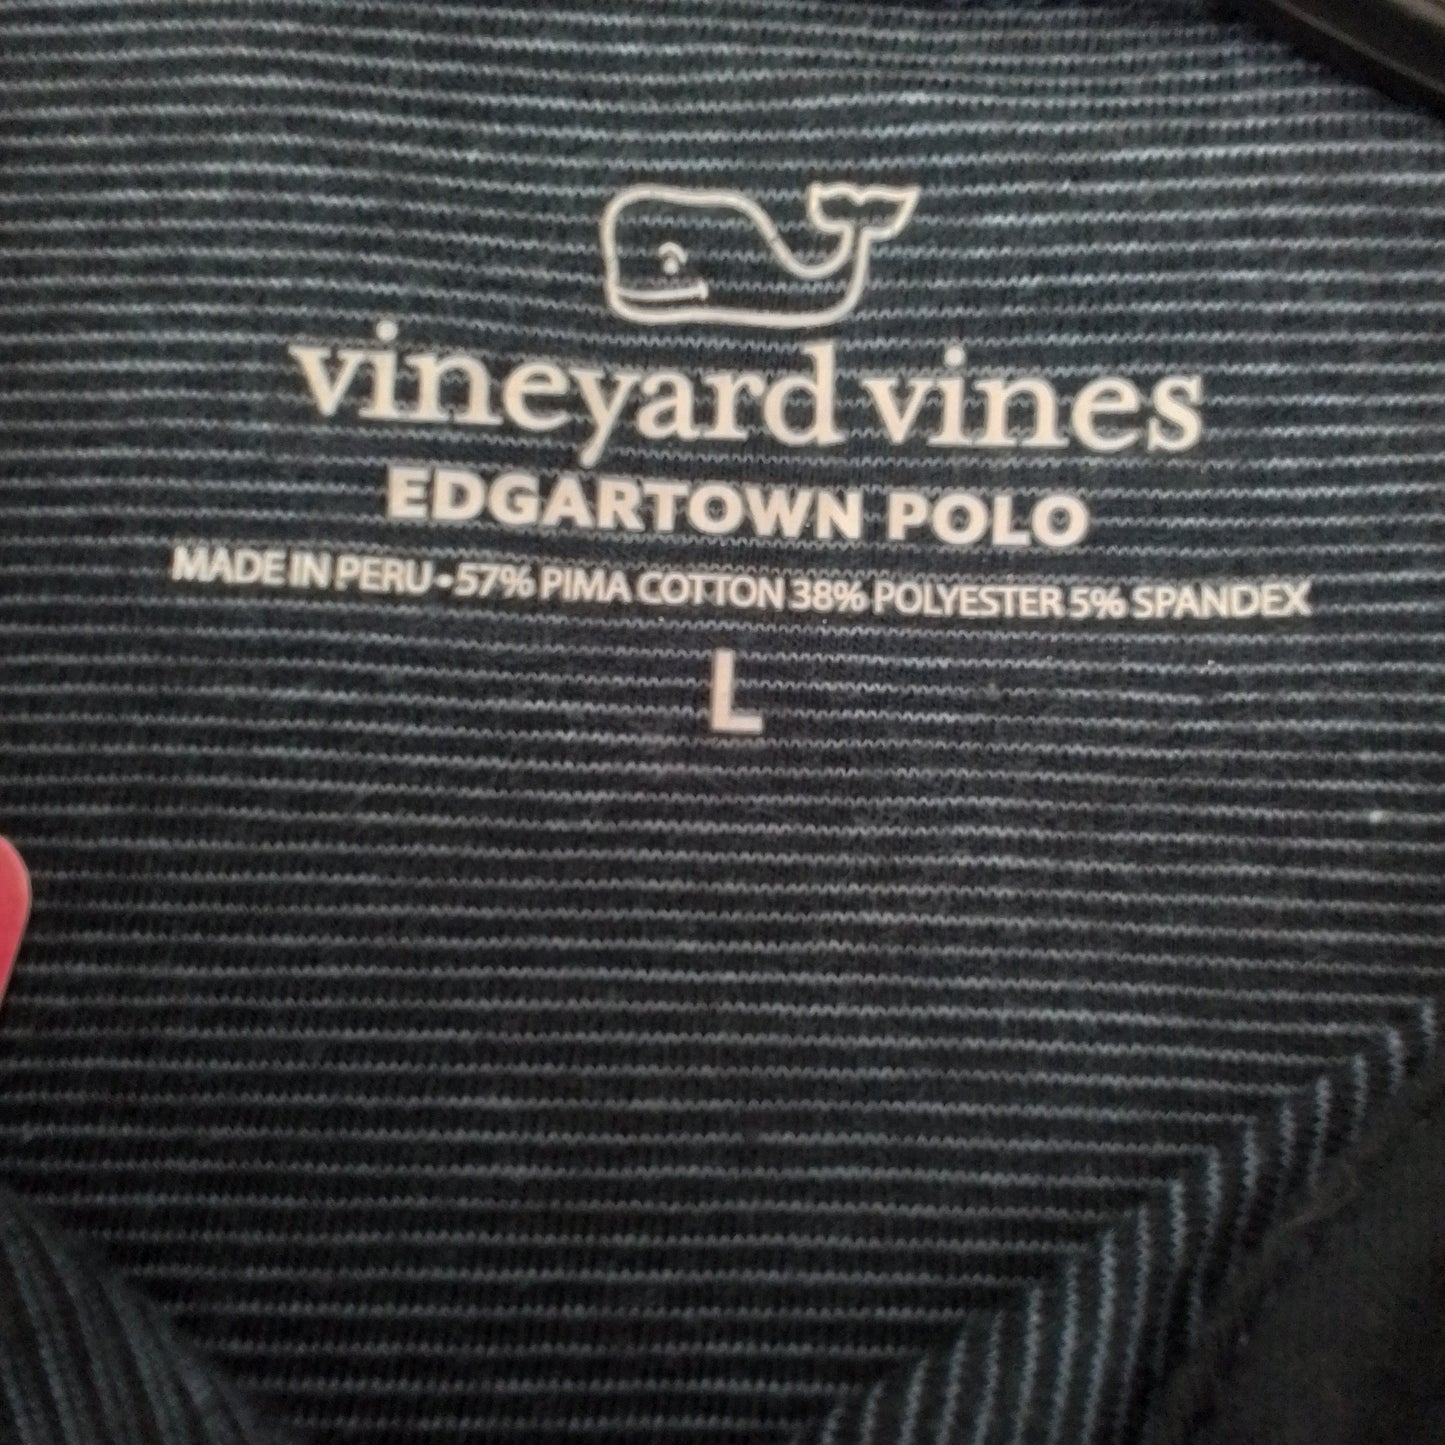 vineyard vines
EDGARTOWN POLO
MADE IN PERU • 57% PIMA COTTON 38% POLYESTER 5% SPANDEX
L